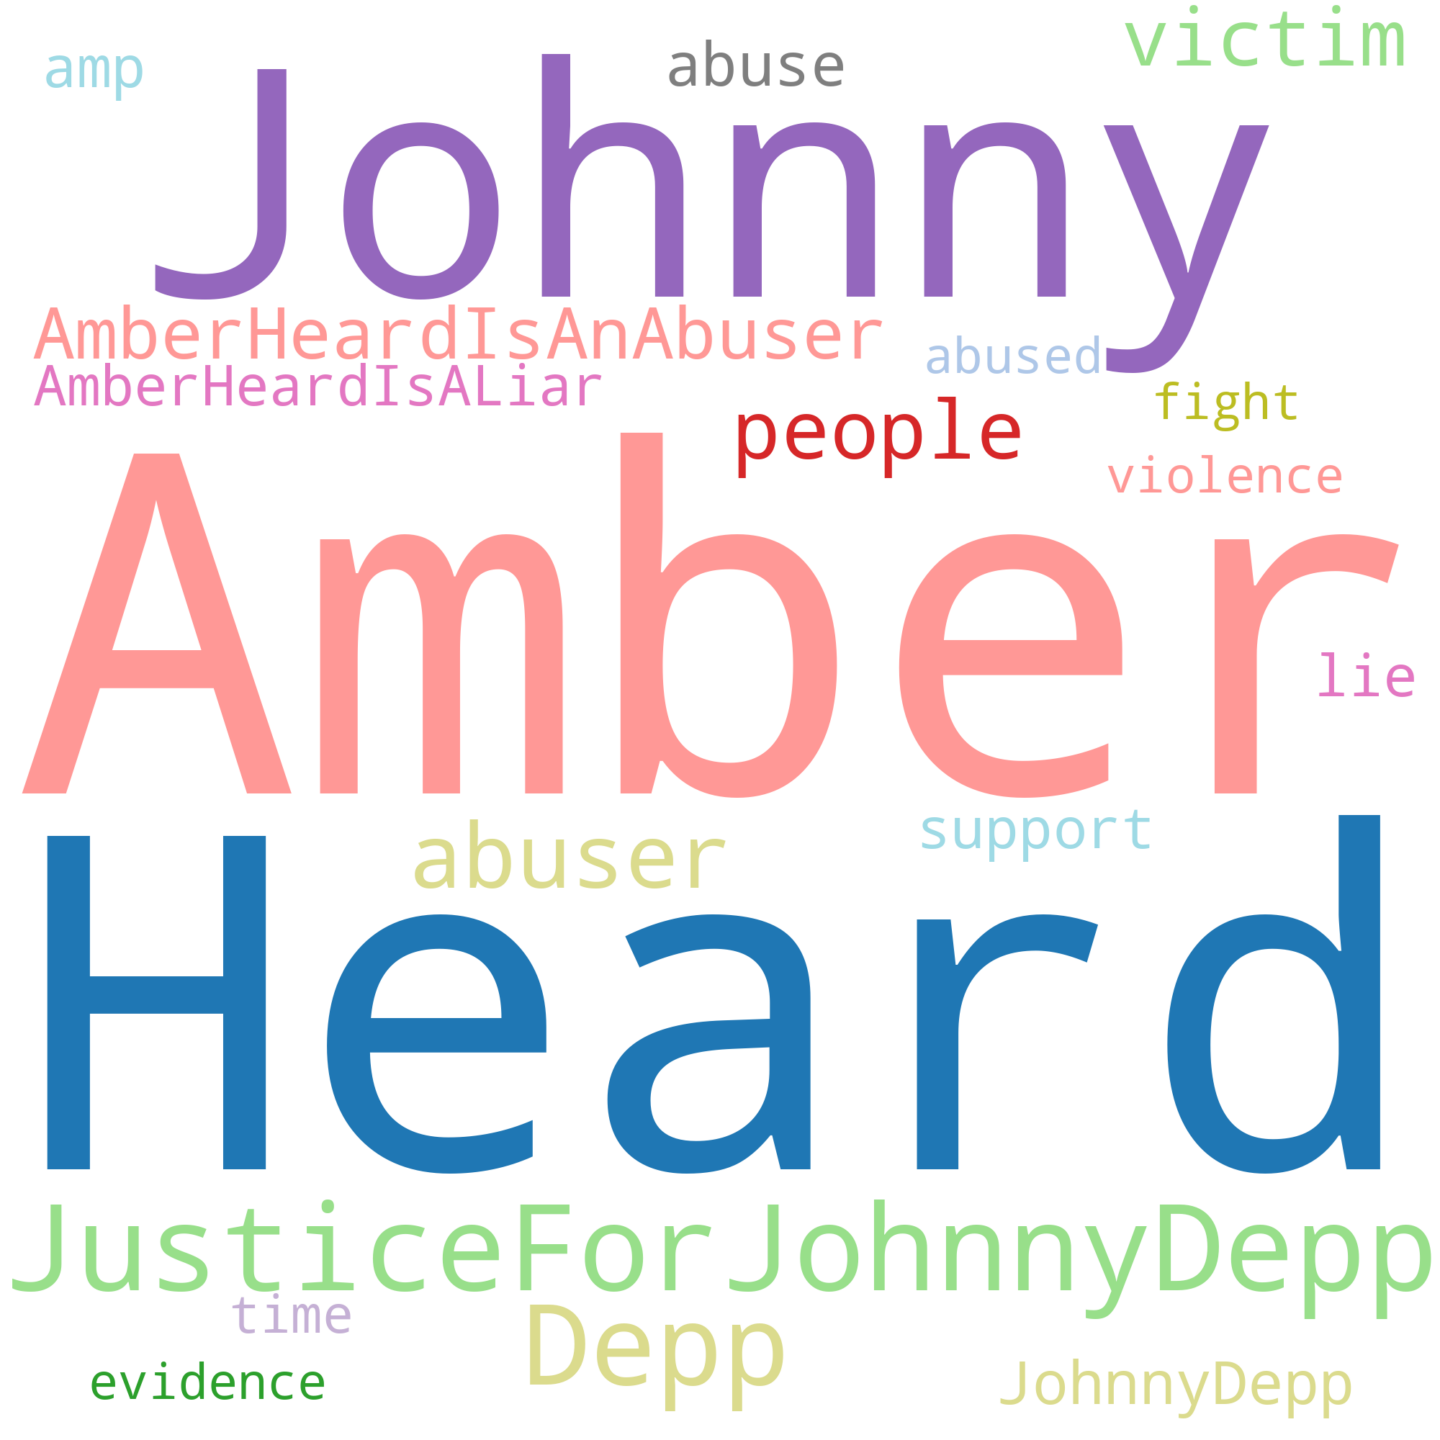 victim
amp
abuse
Johnny
AmberHeardIsAnAbuser
abused
AmberHeardIsALiar
fight
people
violence
Amber
lie
support
abuser
Heard
JusticeForJohnnyDepp
time
Depp
evidence
JohnnyDepp